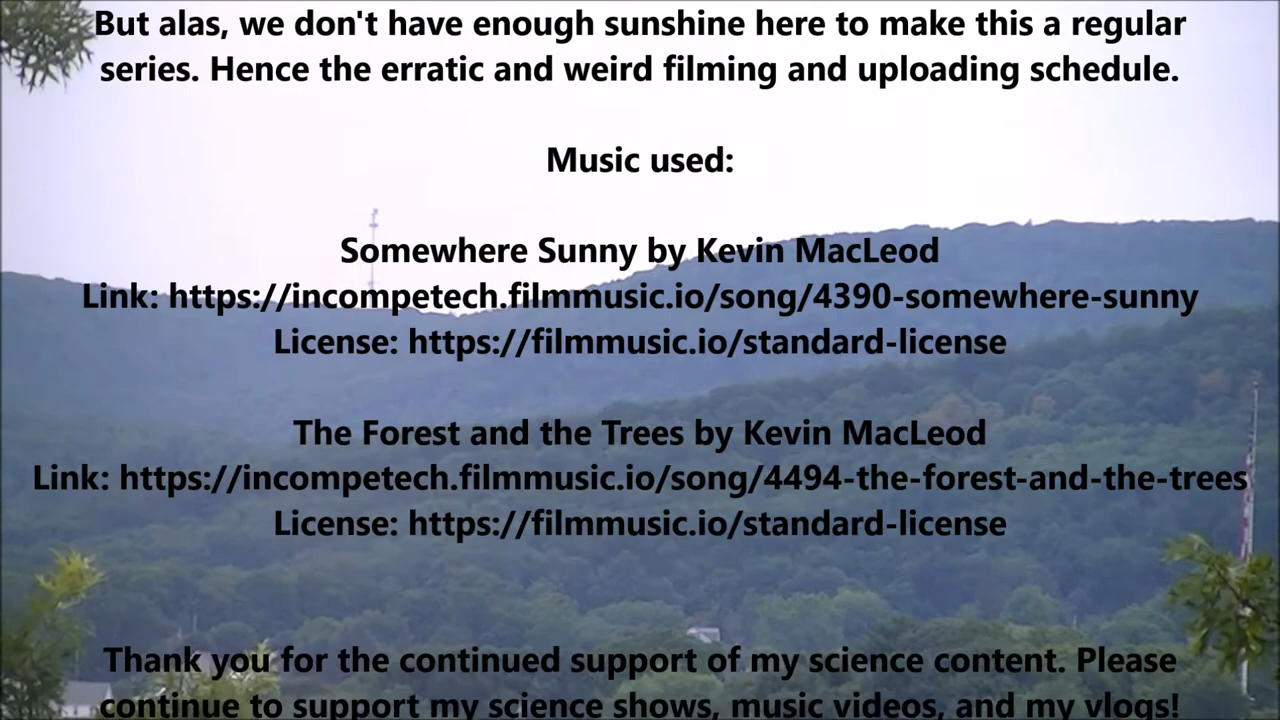 But alas, we don't have enough sunshine here to make this a regular
series. Hence the erratic and weird filming and uploading schedule.
Music used:
Somewhere Sunny by Kevin MacLeod
Link: https://incompetech.filmmusic.io/song/4390-somewhere-sunny
License: https://filmmusic.io/standard-license
The Forest and the Trees by Kevin MacLeod
Link: https://incompetech.filmmusic.io/song/4494-the-forest-and-the-trees
License: https://filmmusic.io/standard-license
Thank you for the continued support of my science content. Please
continue to support my science shows, music videos, and my vlogs!